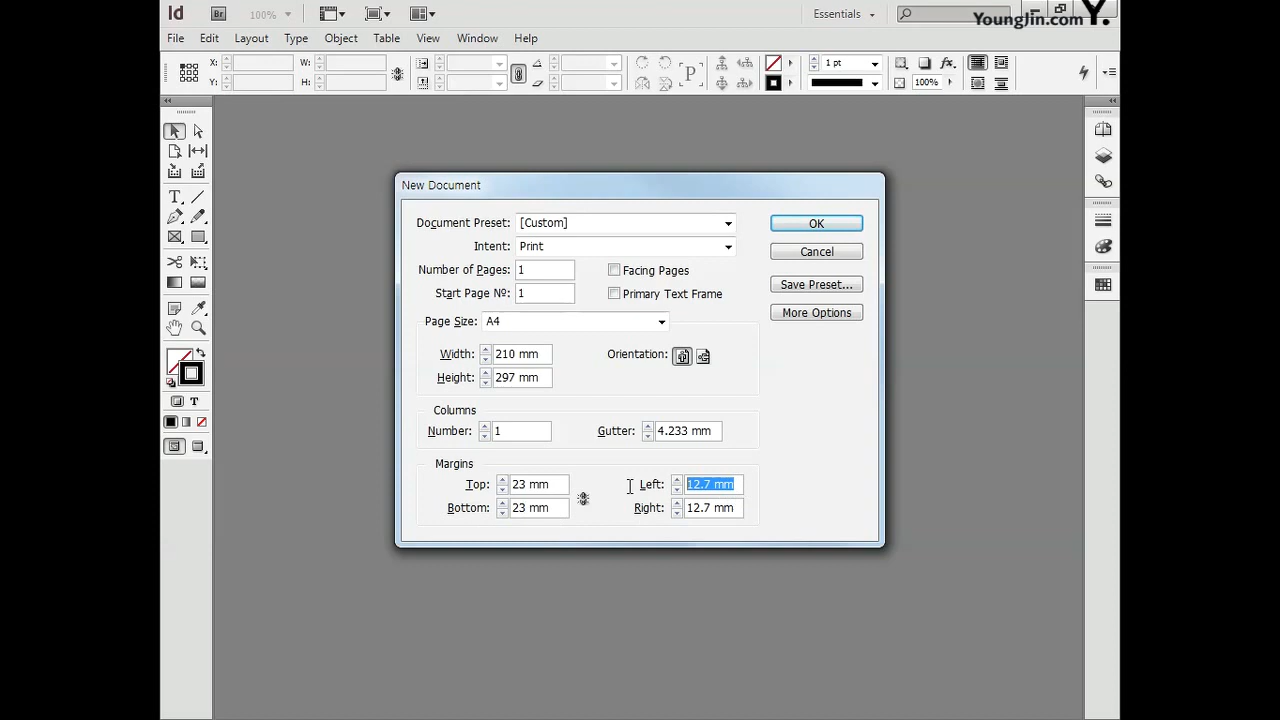 Id Br 100% Essentials
YoungJin.com Y.
File Edit Layout Type Object Table View Window Help
X: W: 1 pt
Y: H: 100%
New Document
Document Preset: [Custom] OK
Intent: Print Cancel
Number of Pages: 1 Facing Pages Save Preset...
Start Page Nº: 1 Primary Text Frame More Options
Page Size: A4
Width: 210 mm Orientation:
Height: 297 mm
Columns
Number: 1 Gutter: 4.233 mm
Margins
Top: 23 mm Left: 12.7 mm
Bottom: 23 mm Right: 12.7 mm